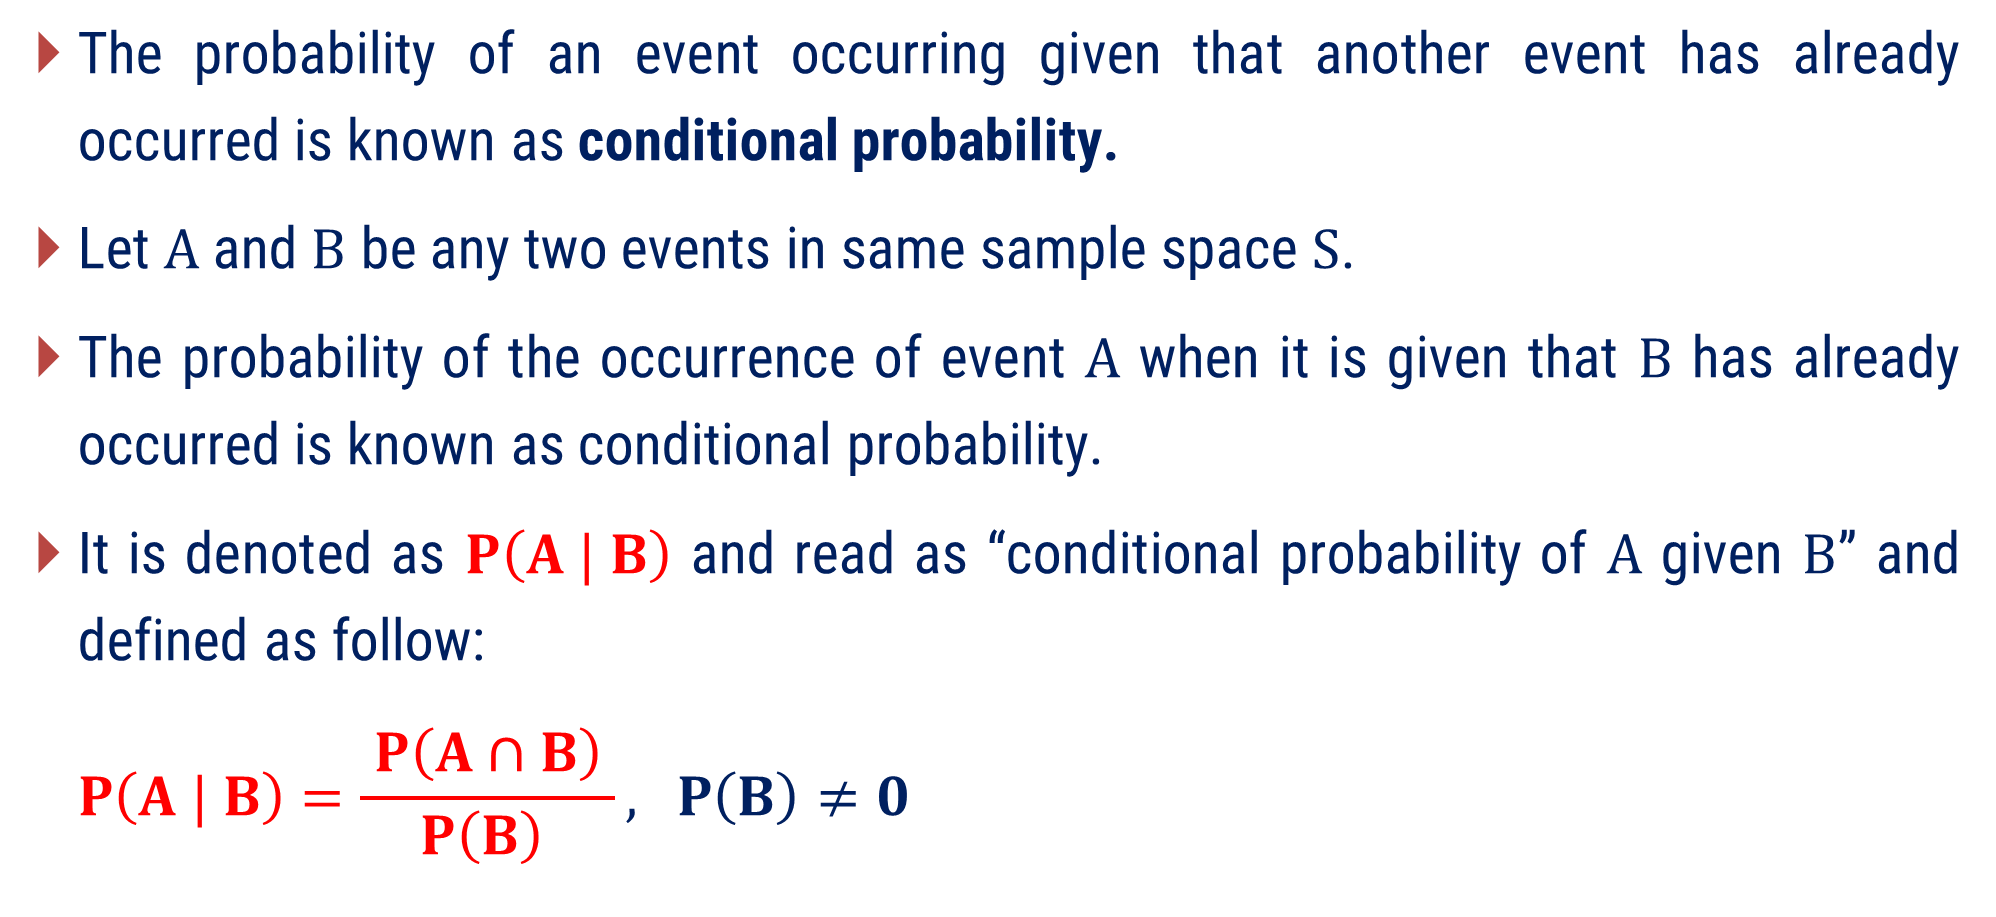 The probability of an event occurring given that another event has already
occurred is known as conditional probability.
Let A and B be any two events in same sample space S.
The probability of the occurrence of event A when it is given that B has already
occurred is known as conditional probability.
It is denoted as P(A | B) and read as “conditional probability of A given B” and
defined as follow:
P(A | B) = P(A ∩ B) / P(B) , P(B) ≠ 0